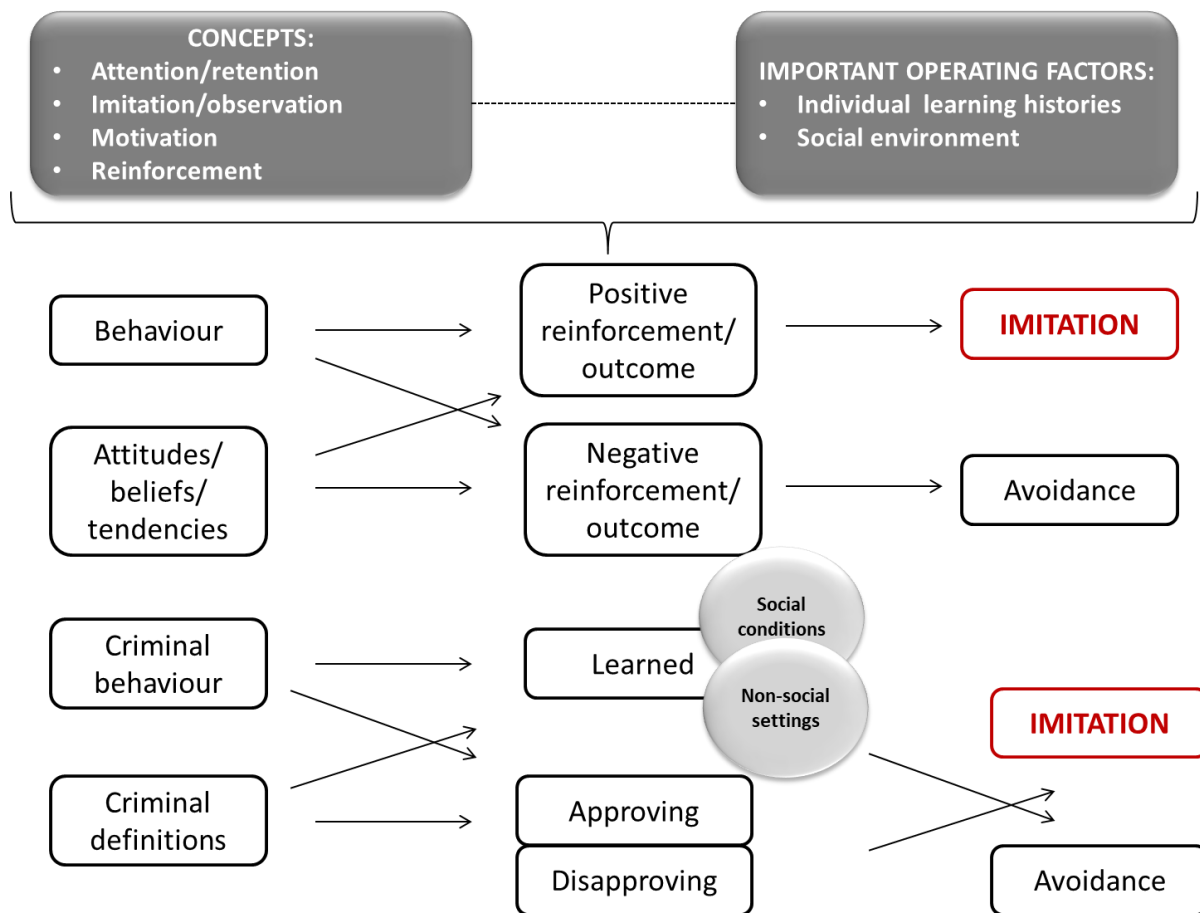 CONCEPTS:
• Attention/retention
• Imitation/observation
• Motivation
• Reinforcement
IMPORTANT OPERATING FACTORS:
• Individual learning histories
• Social environment
Behaviour
Positive
reinforcement/
outcome
IMITATION
Attitudes/
beliefs/
tendencies
Negative
reinforcement/
outcome
Avoidance
Criminal
behaviour
Learned
Social
conditions
Non-social
settings
IMITATION
Criminal
definitions
Approving
Disapproving
Avoidance